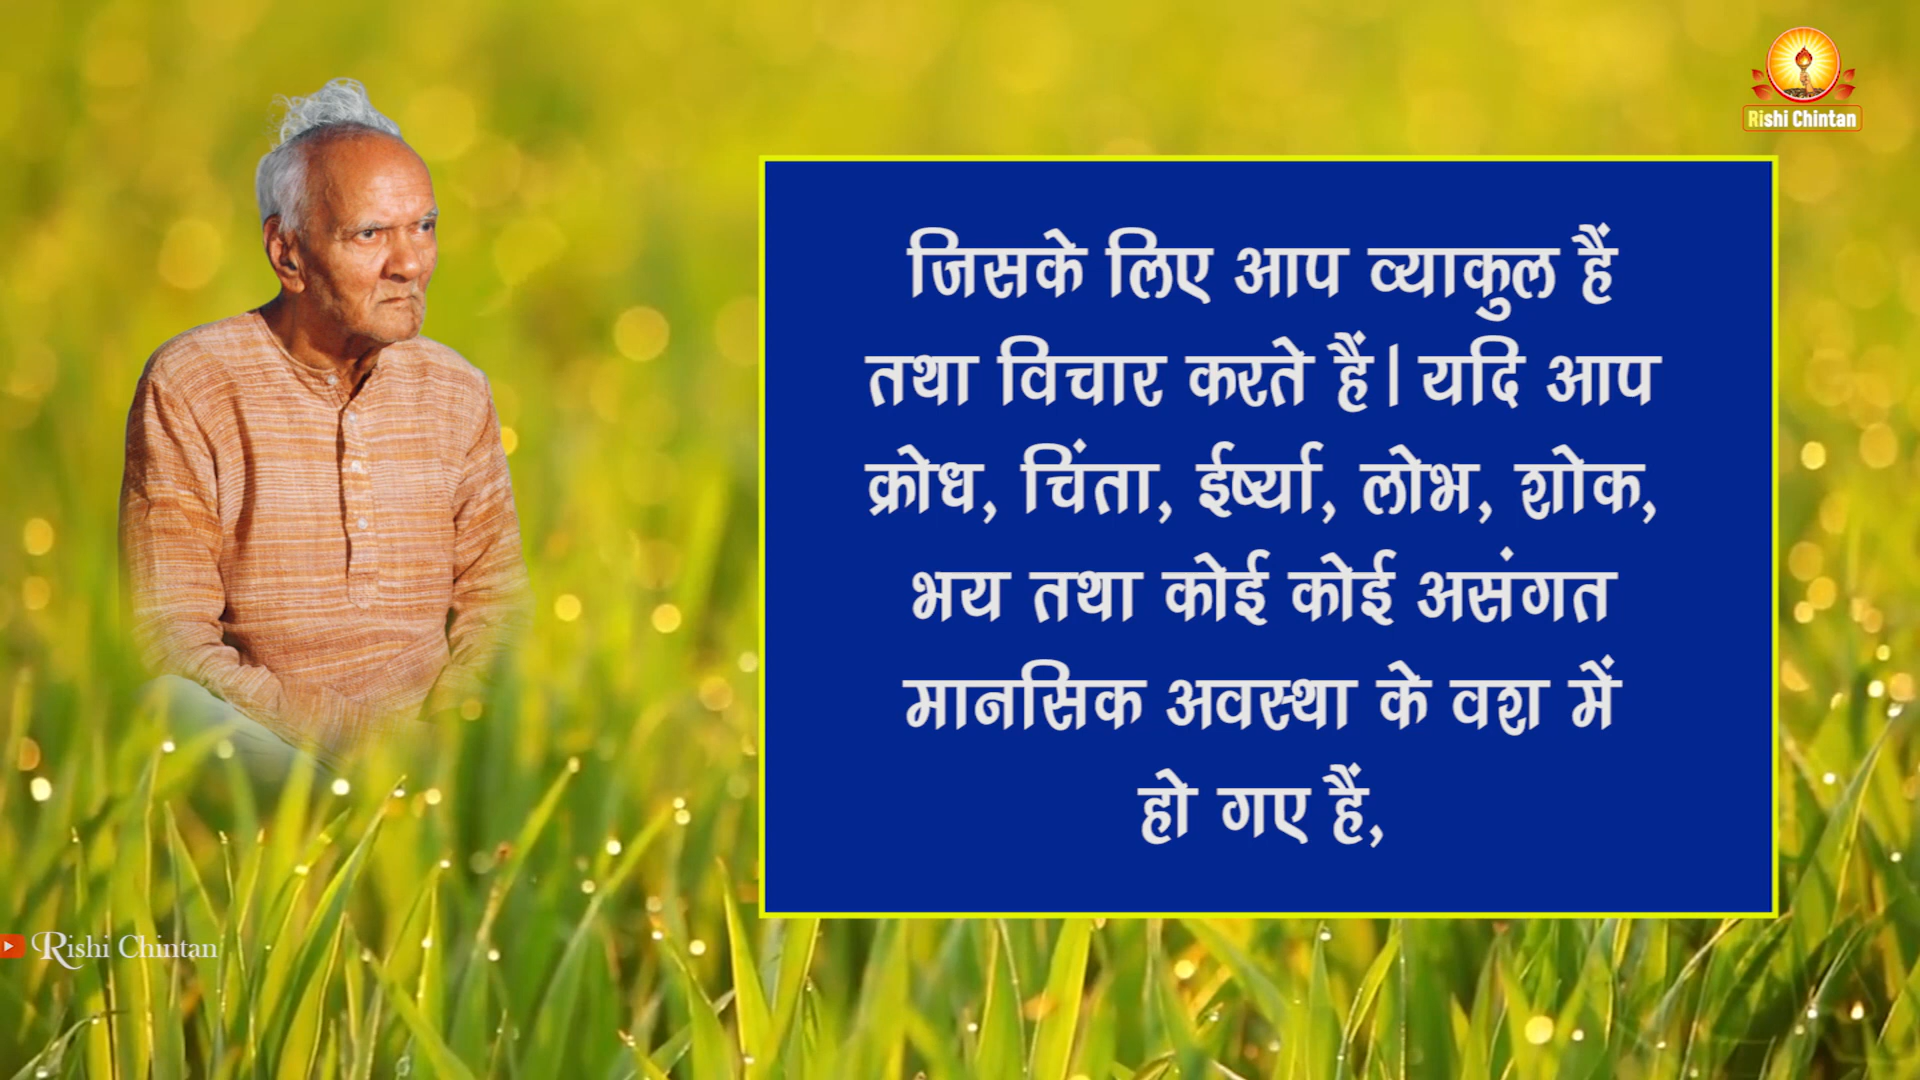 Rishi Chintan
जिसके लिए आप व्याकुल हैं
तथा विचार करते हैं। यदि आप
क्रोध, चिंता, ईर्ष्या, लोभ, शोक,
भय तथा कोई कोई असंगत
मानसिक अवस्था के वश में
हो गए हैं,
Rishi Chintan